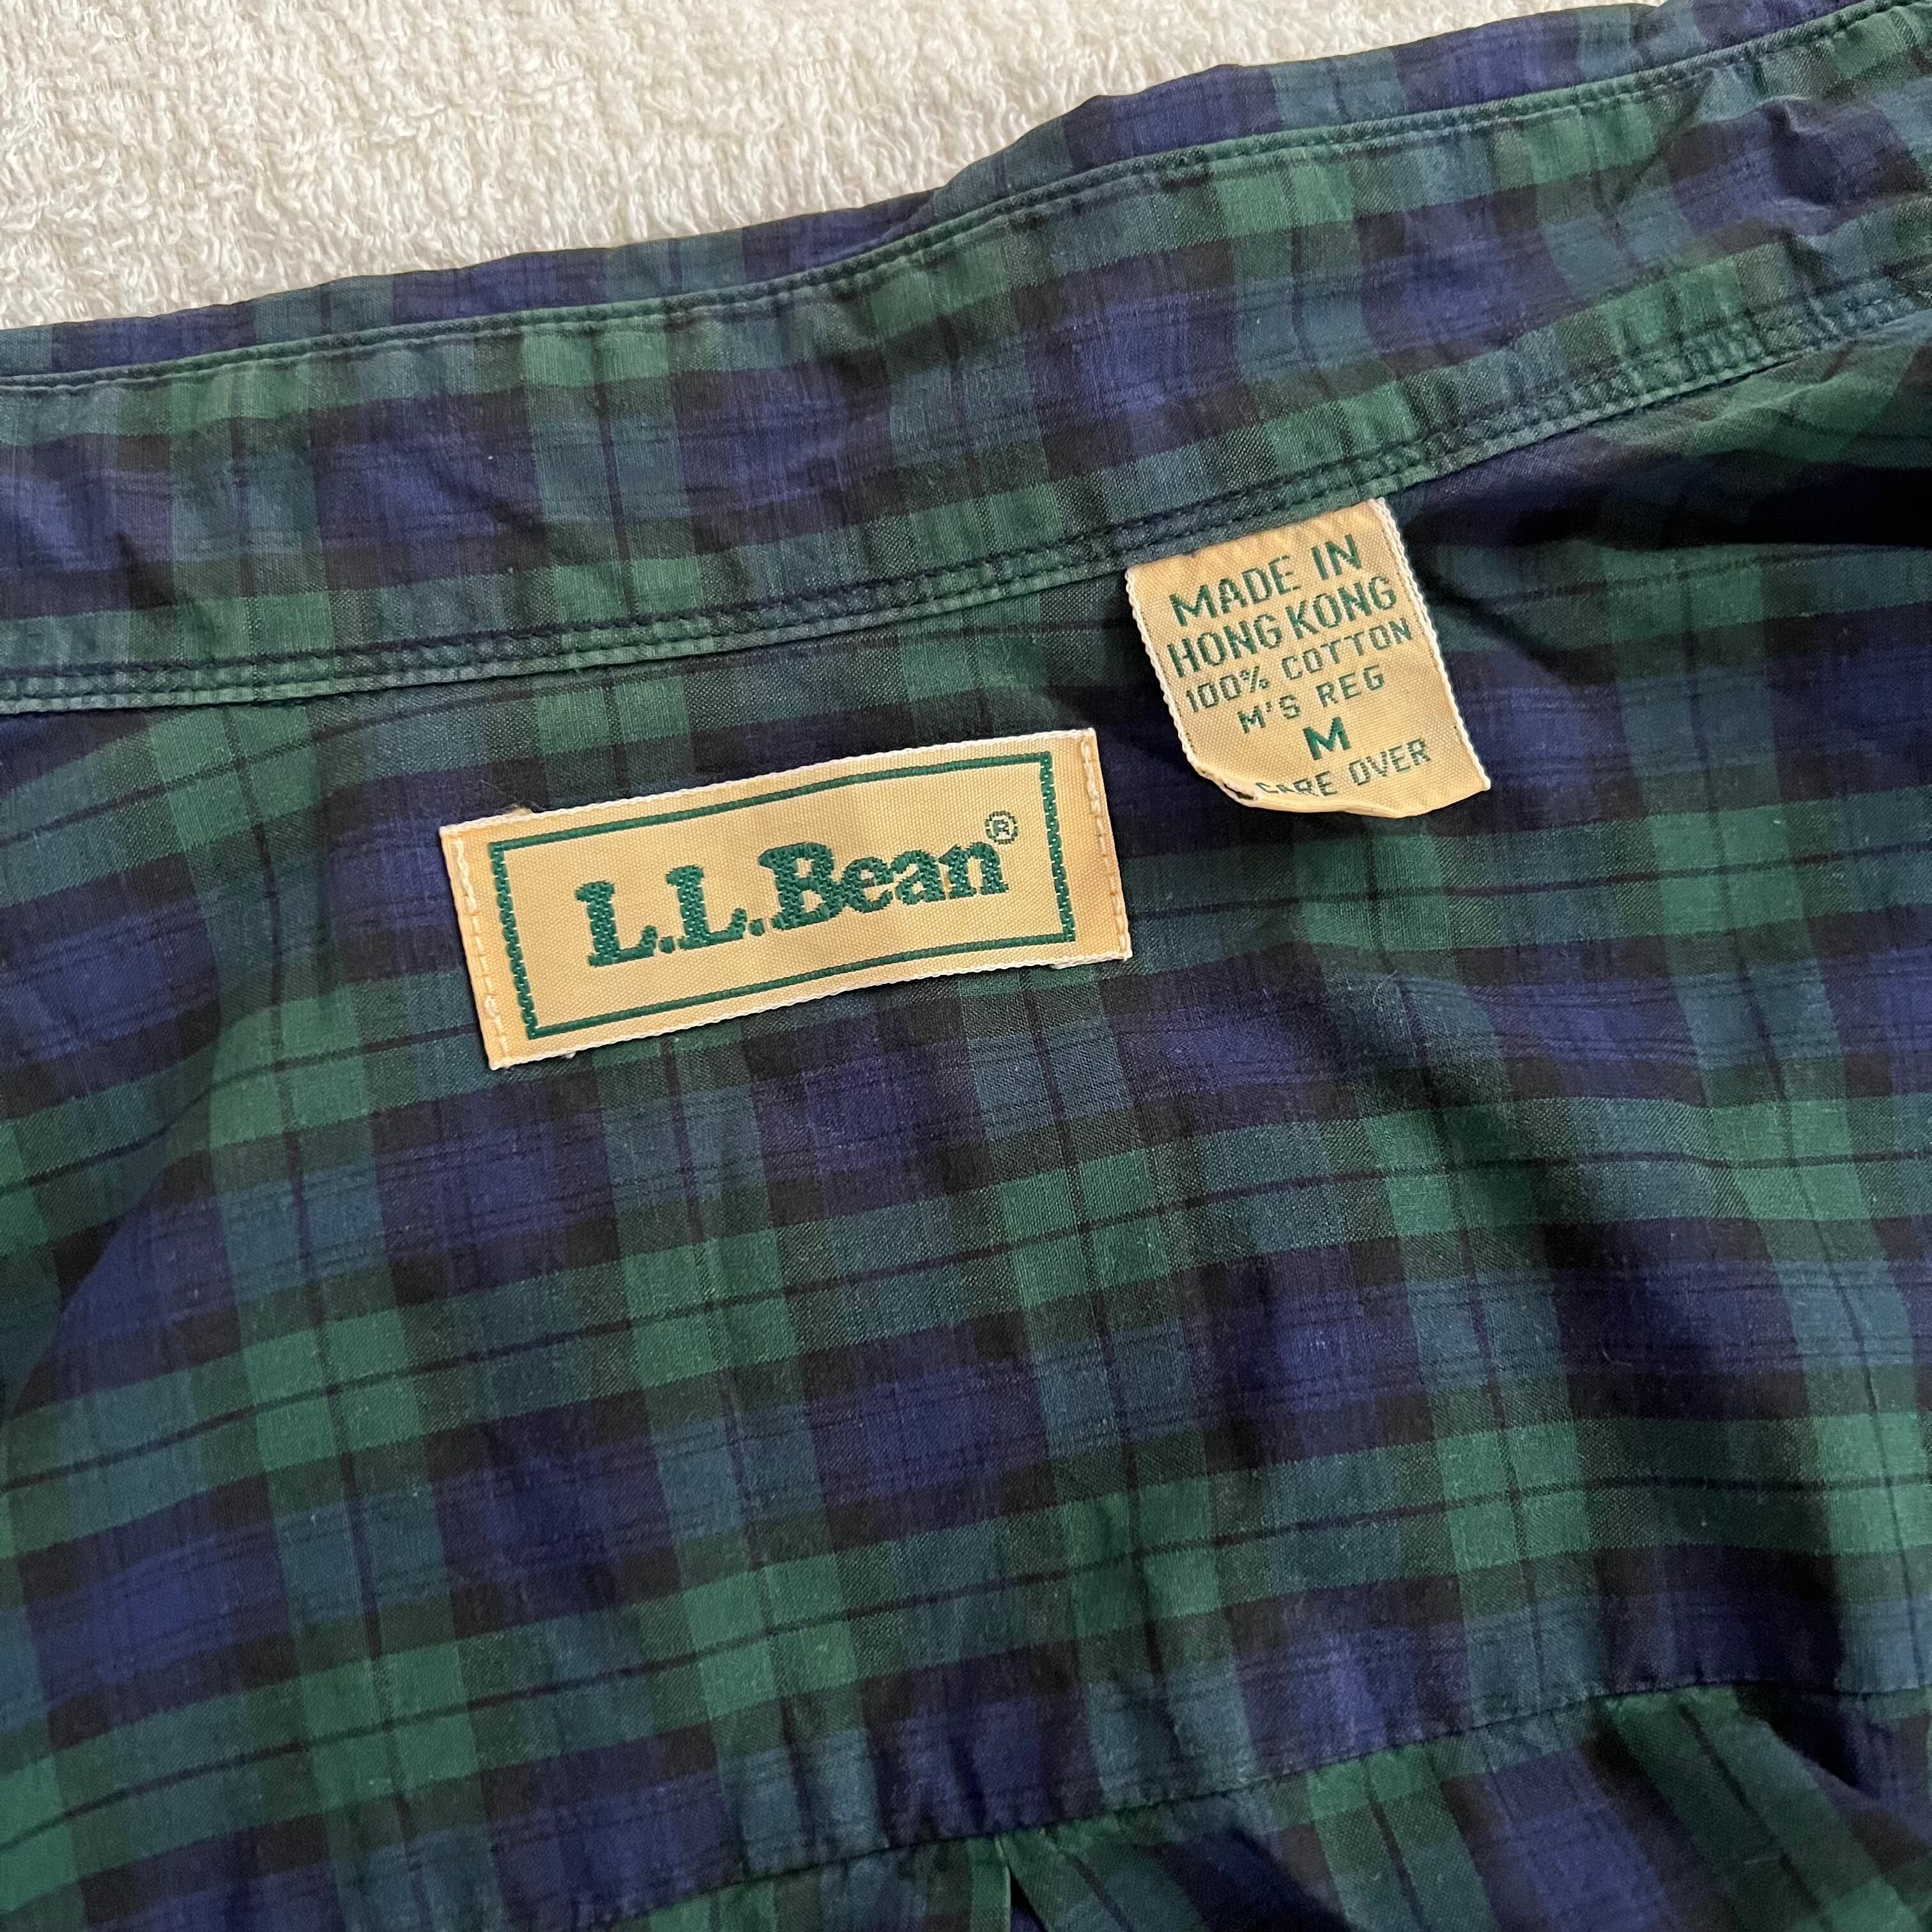 L.L.Bean®
MADE IN
HONG KONG
100% COTTON
M'S REG
M
CARE OVER